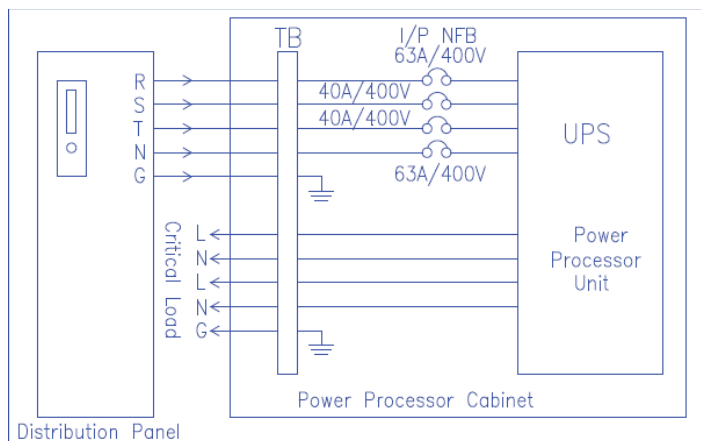 TB
I/P NFB
63A/400V
R
S
40A/400V
T
40A/400V
N
G
63A/400V
UPS
Power
Processor
Unit
Critical Load
L
N
L
N
G
Power Processor Cabinet
Distribution Panel